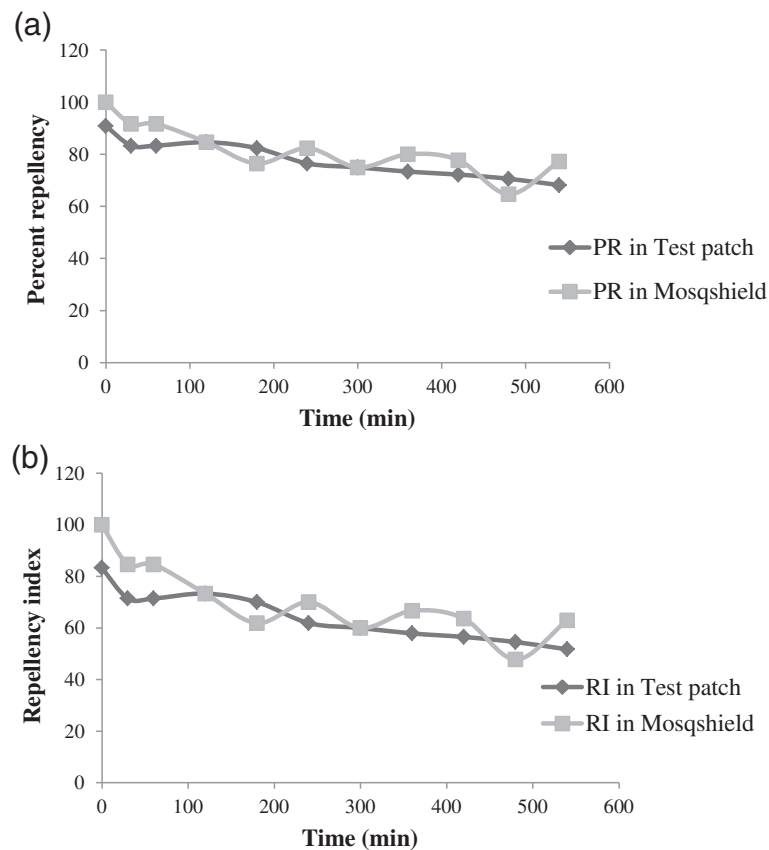 (a)
120
100
80
60
40
20
0
Percent repellency
0 100 200 300 400 500 600
Time (min)
PR in Test patch
PR in Mosqshield
(b)
120
100
80
60
40
20
0
Repellency index
0 100 200 300 400 500 600
Time (min)
RI in Test patch
RI in Mosqshield